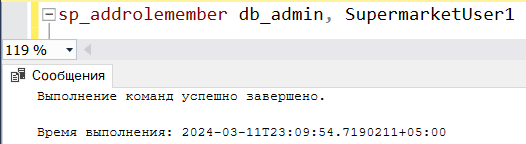 sp_addrolemember db_admin, SupermarketUser1
119 %
Сообщения
Выполнение команд успешно завершено.
Время выполнения: 2024-03-11T23:09:54.7190211+05:00